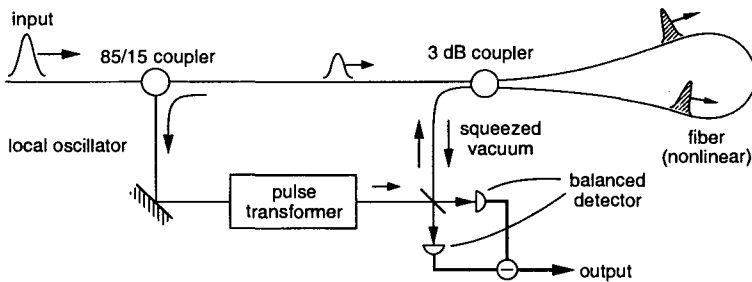 input
85/15 coupler
3 dB coupler
local oscillator
squeezed
vacuum
fiber
(nonlinear)
pulse
transformer
balanced
detector
output